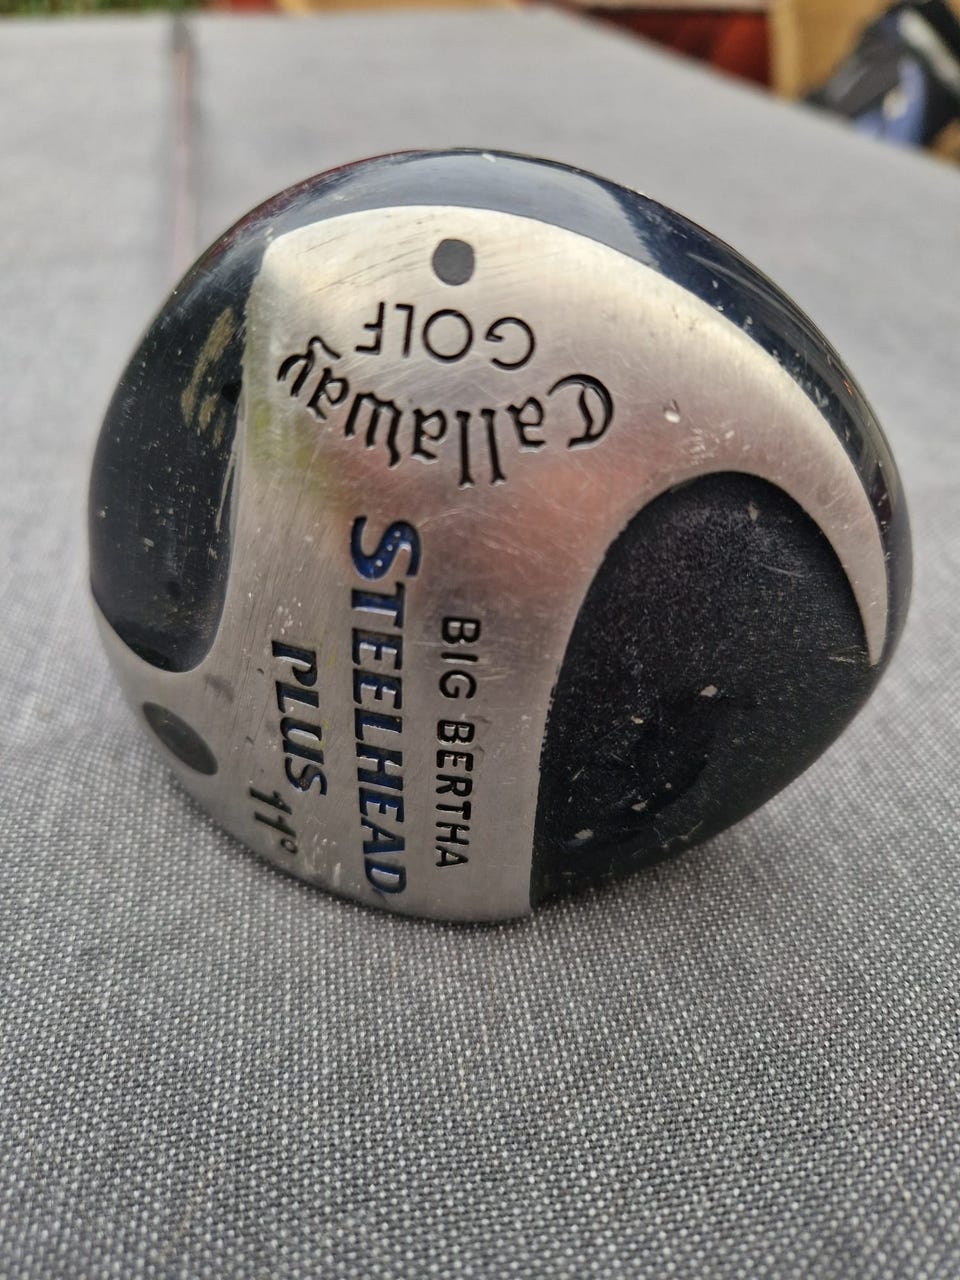 Callaway
GOLF
BIG BERTHA
STEELHEAD
PLUS
11°